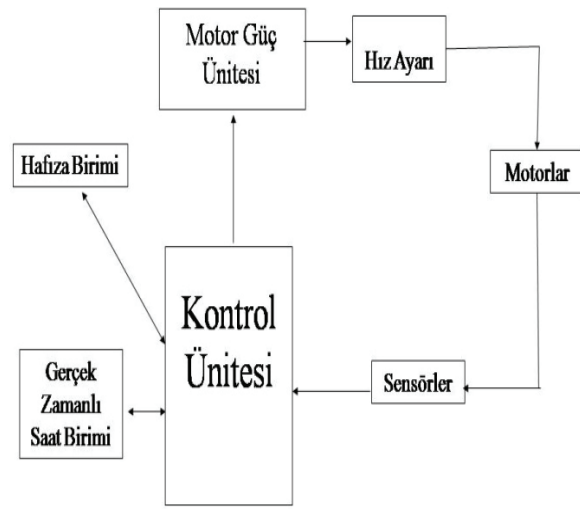 Motor Güç
Ünitesi
Hız Ayarı
Hafıza Birimi
Motorlar
Kontrol
Ünitesi
Gerçek
Zamanlı
Saat Birimi
Sensörler